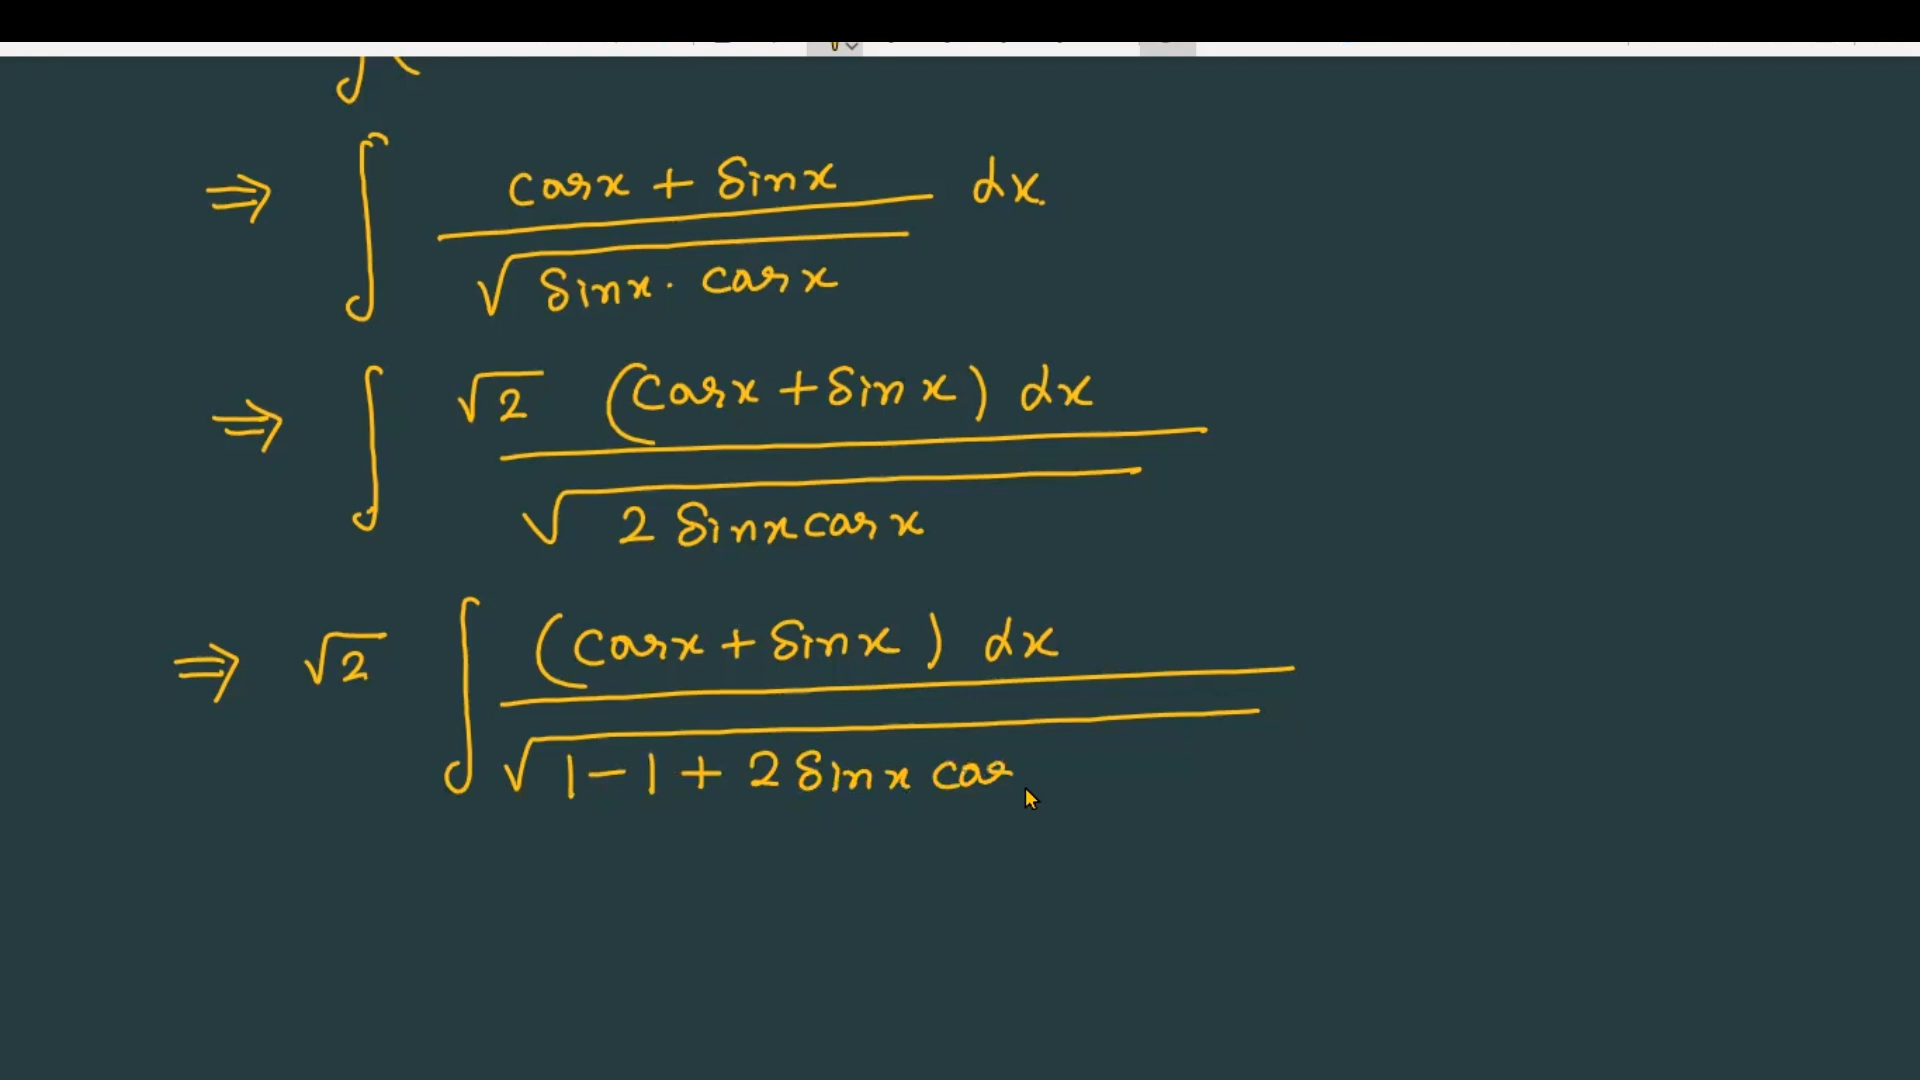 ⇒ ∫ (cosx + sinx) / √(sinx · cosx) dx
⇒ ∫ √2 (cosx + sinx) dx / √(2 sinx cosx)
⇒ √2 ∫ (cosx + sinx) dx / √(1 - 1 + 2 sinx cos